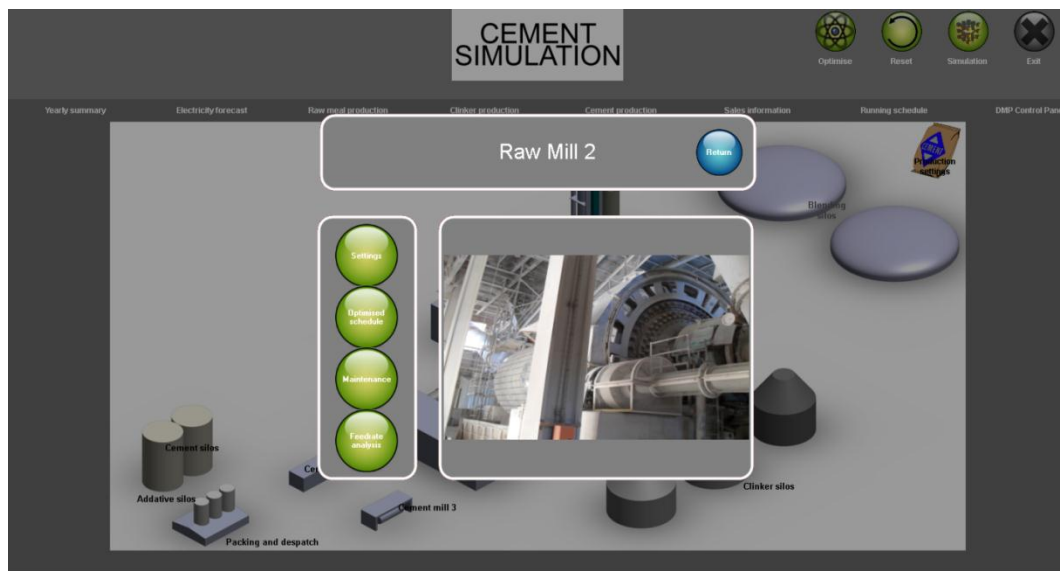 CEMENT
SIMULATION
Optimise
Reset
Simulation
Exit
Yearly summary
Electricity forecast
Raw meal production
Clinker production
Cement production
Sales information
Running schedule
DMP Control Pan
Raw Mill 2
Return
CEMENT
Production
settings
Blending
silos
Settings
Optimised
schedule
Maintenance
Feedrate
analysis
Cement silos
Ce
Addative silos
Cement mill 3
Clinker silos
Packing and despatch